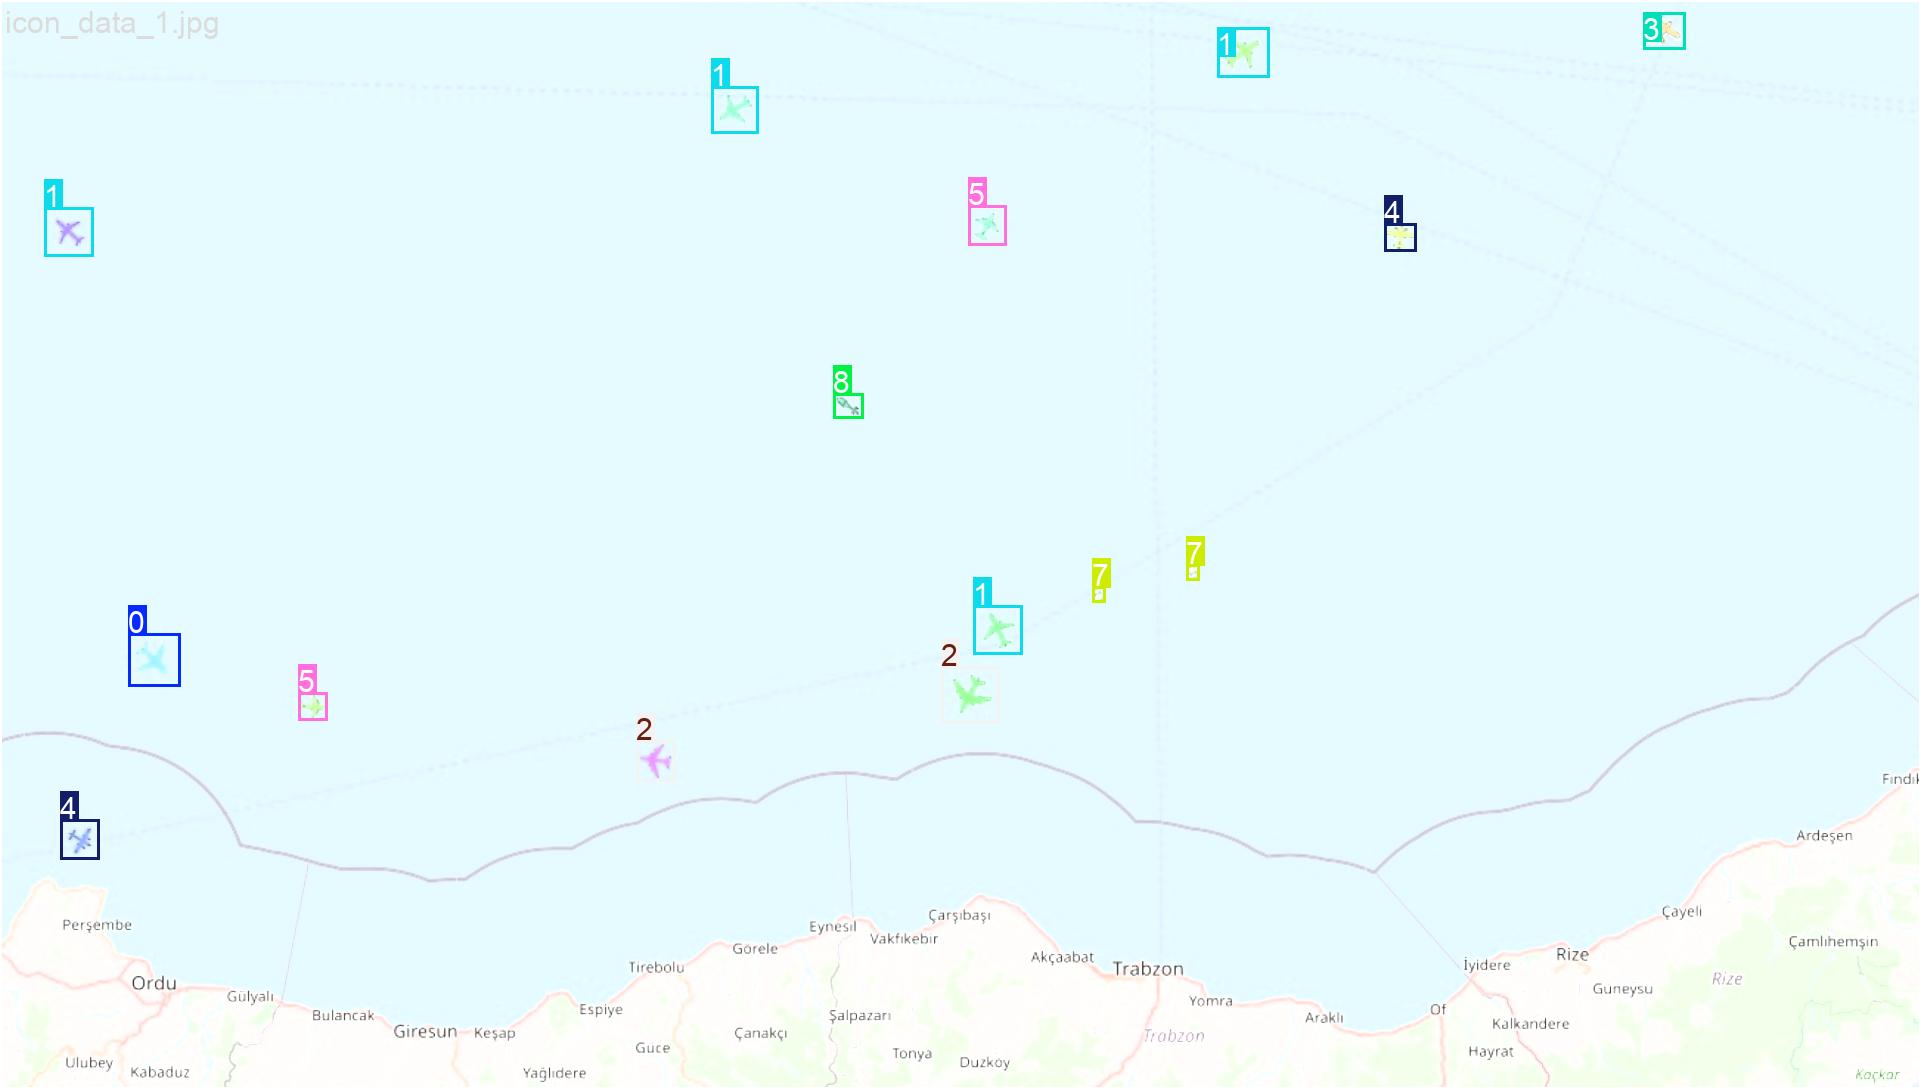 icon_data_1.jpg
3
1
1
5
1
4
8
7
7
1
0
2
5
2
4
Fındık
Ardeşen
Çayeli
Perşembe
Çarşıbaşı
Eynesil
Vakfıkebir
Çamlıhemşin
Görele
Akçaabat
Rize
Tirebolu
Trabzon
İyidere
Rize
Ordu
Guneysu
Gülyalı
Yomra
Espiye
Of
Bulancak
Şalpazarı
Araklı
Kalkandere
Giresun
Keşap
Çanakçı
Trabzon
Guce
Tonya
Hayrat
Ulubey
Duzköy
Kabaduz
Yağlıdere
Kaçkar